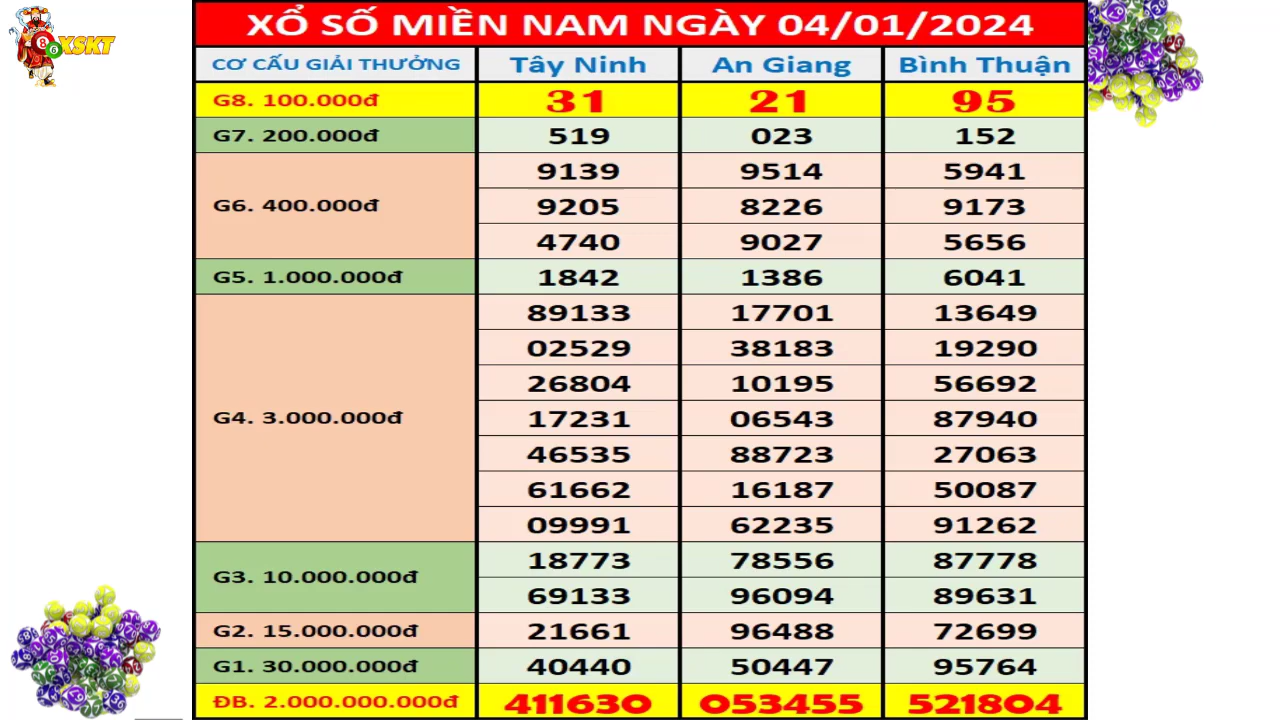 XỔ SỐ MIỀN NAM NGÀY 04/01/2024
XSKT
8
6
CƠ CẤU GIẢI THƯỞNG Tây Ninh An Giang Bình Thuận
G8. 100.000đ 31 21 95
G7. 200.000đ 519 023 152
9139 9514 5941
G6. 400.000đ 9205 8226 9173
4740 9027 5656
G5. 1.000.000đ 1842 1386 6041
89133 17701 13649
02529 38183 19290
26804 10195 56692
G4. 3.000.000đ 17231 06543 87940
46535 88723 27063
61662 16187 50087
09991 62235 91262
G3. 10.000.000đ 18773 78556 87778
69133 96094 89631
G2. 15.000.000đ 21661 96488 72699
G1. 30.000.000đ 40440 50447 95764
ĐB. 2.000.000.000đ 411630 053455 521804